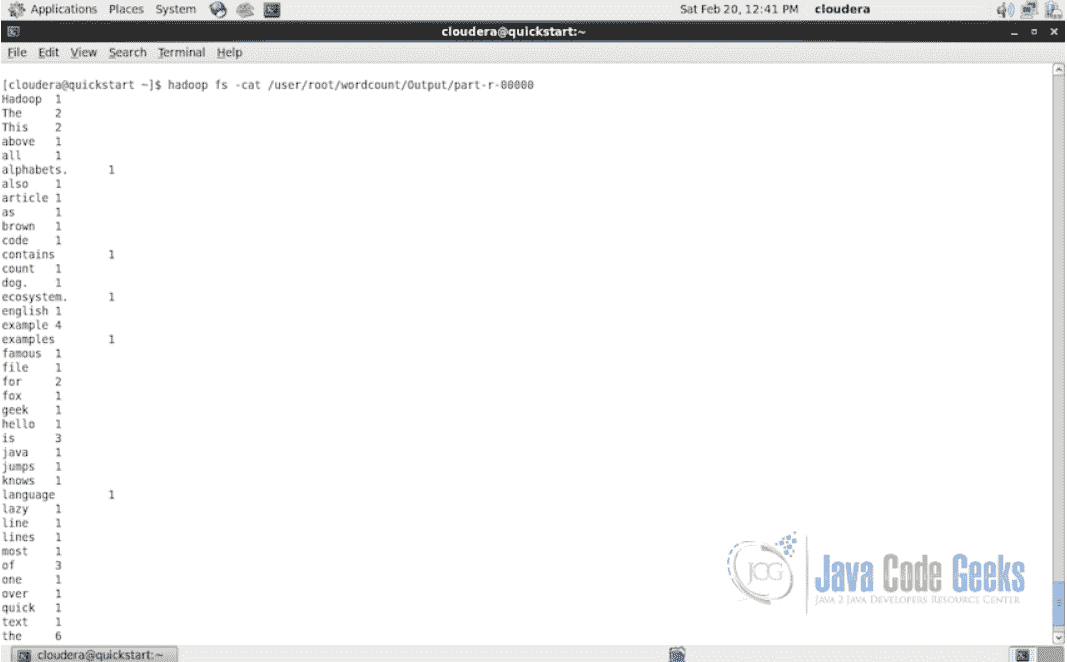 Applications Places System Sat Feb 20, 12:41 PM cloudera
cloudera@quickstart:~
File Edit View Search Terminal Help
[cloudera@quickstart ~]$ hadoop fs -cat /user/root/wordcount/Output/part-r-00000
Hadoop 1
The 2
This 2
above 1
all 1
alphabets. 1
also 1
article 1
as 1
brown 1
code 1
contains 1
count 1
dog. 1
ecosystem. 1
english 1
example 4
examples 1
famous 1
file 1
for 2
fox 1
geek 1
hello 1
is 3
java 1
jumps 1
knows 1
language 1
lazy 1
line 1
lines 1
most 1
of 3
one 1
over 1
quick 1
text 1
the 6
JCG
Java Code Geeks
JAVA 2 JAVA DEVELOPERS RESOURCE CENTER
cloudera@quickstart:~